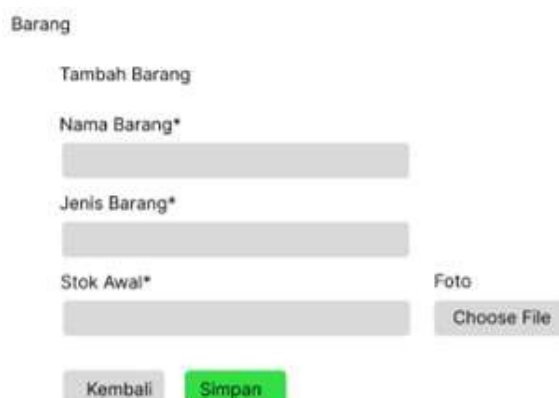 Barang
Tambah Barang
Nama Barang*
Jenis Barang*
Stok Awal*
Foto
Choose File
Kembali
Simpan